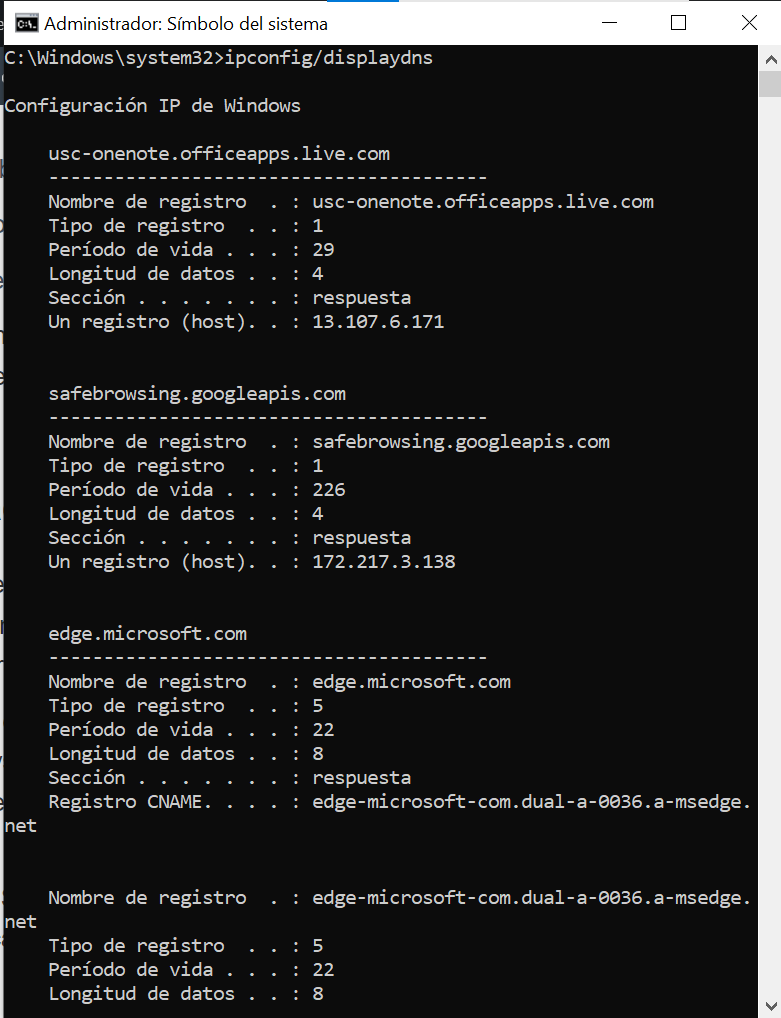 Administrador: Símbolo del sistema
C:\Windows\system32>ipconfig/displaydns
Configuración IP de Windows
usc-onenote.officeapps.live.com
----------------------------------------
Nombre de registro  . : usc-onenote.officeapps.live.com
Tipo de registro  . . : 1
Período de vida . . . : 29
Longitud de datos . . : 4
Sección . . . . . . . : respuesta
Un registro (host). . : 13.107.6.171
safebrowsing.googleapis.com
----------------------------------------
Nombre de registro  . : safebrowsing.googleapis.com
Tipo de registro  . . : 1
Período de vida . . . : 226
Longitud de datos . . : 4
Sección . . . . . . . : respuesta
Un registro (host). . : 172.217.3.138
edge.microsoft.com
----------------------------------------
Nombre de registro  . : edge.microsoft.com
Tipo de registro  . . : 5
Período de vida . . . : 22
Longitud de datos . . : 8
Sección . . . . . . . : respuesta
Registro CNAME. . . . : edge-microsoft-com.dual-a-0036.a-msedge.
net
Nombre de registro  . : edge-microsoft-com.dual-a-0036.a-msedge.
net
Tipo de registro  . . : 5
Período de vida . . . : 22
Longitud de datos . . : 8